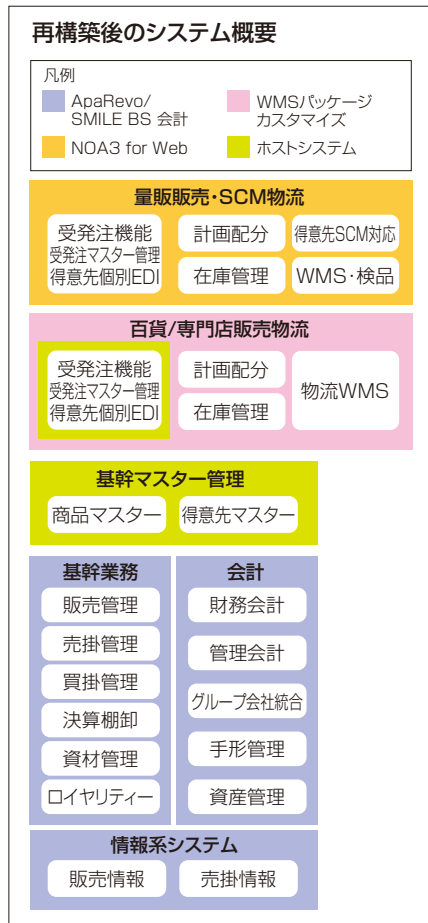 再構築後のシステム概要
凡例
ApaRevo/
SMILE BS 会計
WMSパッケージ
カスタマイズ
NOA3 for Web
ホストシステム
量販販売・SCM物流
受発注機能
受発注マスター管理
得意先個別EDI
計画配分
得意先SCM対応
在庫管理
WMS・検品
百貨/専門店販売物流
受発注機能
受発注マスター管理
得意先個別EDI
計画配分
在庫管理
物流WMS
基幹マスター管理
商品マスター
得意先マスター
基幹業務
販売管理
売掛管理
買掛管理
決算棚卸
資材管理
ロイヤリティー
会計
財務会計
管理会計
グループ会社統合
手形管理
資産管理
情報系システム
販売情報
売掛情報